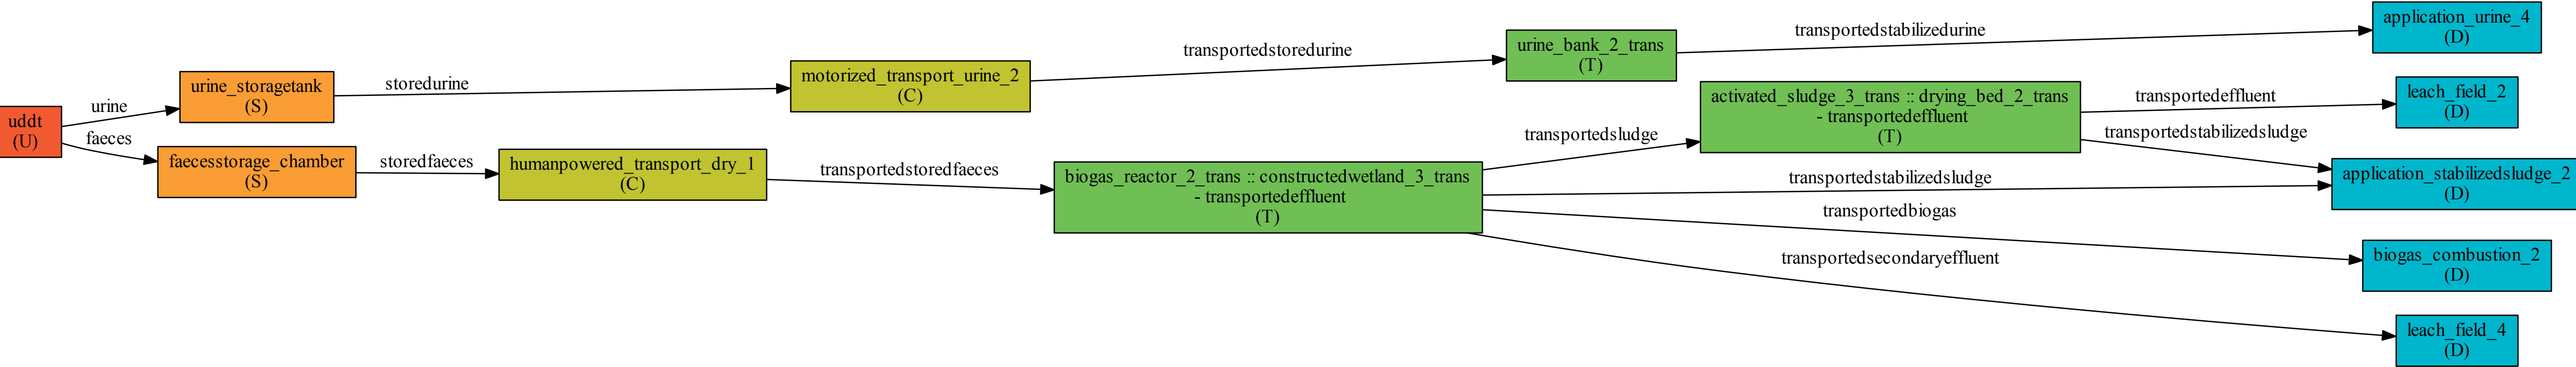 uddt
(U)
urine
faeces
urine_storagetank
(S)
faecesstorage_chamber
(S)
storedurine
storedfaeces
humanpowered_transport_dry_1
(C)
motorized_transport_urine_2
(C)
transportedstoredfaeces
transportedstoredurine
biogas_reactor_2_trans :: constructedwetland_3_trans
- transportedeffluent
(T)
urine_bank_2_trans
(T)
transportedsludge
activated_sludge_3_trans :: drying_bed_2_trans
- transportedeffluent
(T)
transportedstabilizedurine
transportedstabilizedsludge
transportedbiogas
transportedsecondaryeffluent
transportedeffluent
transportedstabilizedsludge
application_urine_4
(D)
leach_field_2
(D)
application_stabilizedsludge_2
(D)
biogas_combustion_2
(D)
leach_field_4
(D)